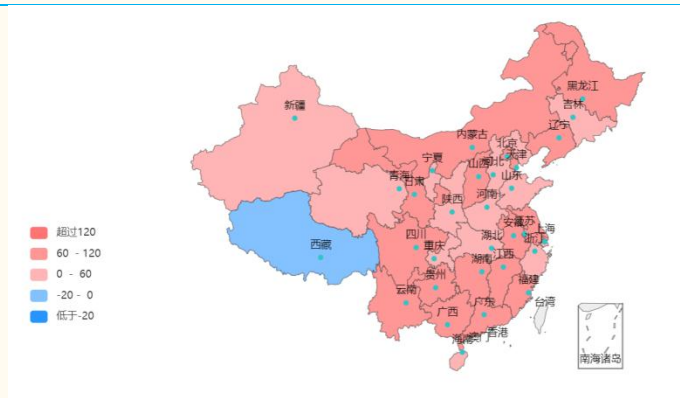 黑龙江
吉林
新疆
辽宁
内蒙古
北京
天津
宁夏
山西
河北
青海
甘肃
山东
陕西
河南
安徽
江苏
上海
超过120
60 - 120
0 - 60
-20 - 0
低于-20
西藏
四川
重庆
湖北
浙江
湖南
江西
贵州
云南
福建
台湾
广西
广东
香港
澳门
海南
南海诸岛